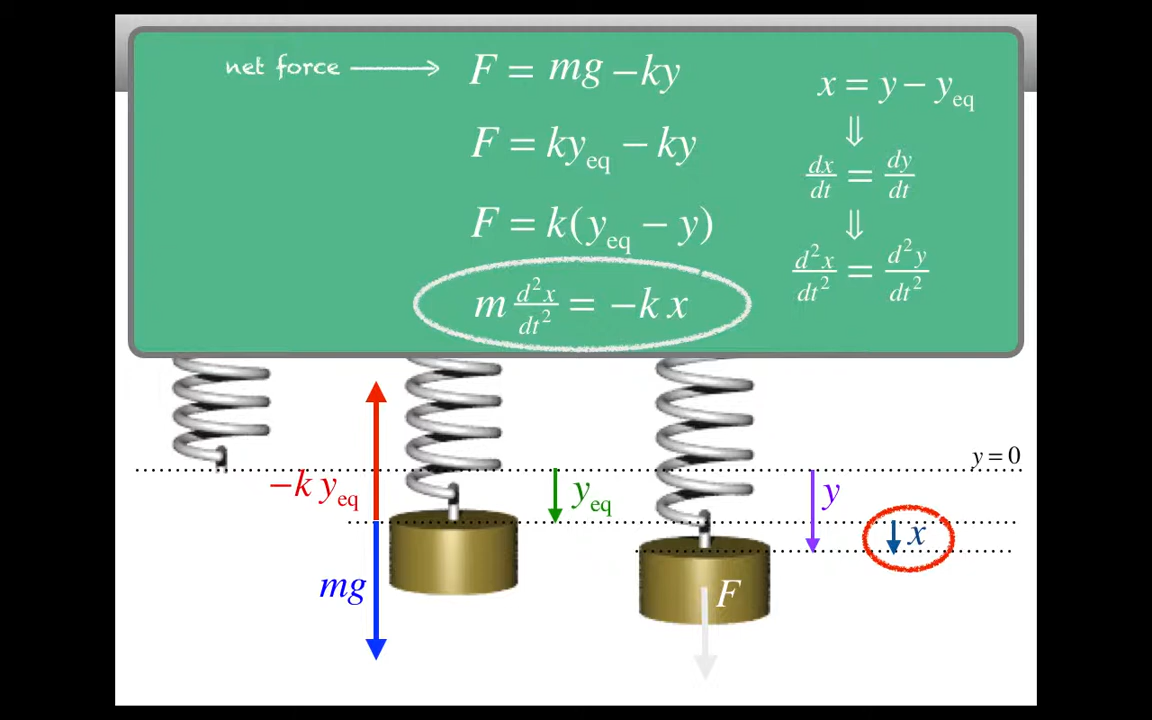 net force ⟶ F = mg − ky
F = ky_eq − ky
F = k(y_eq − y)
m d²x/dt² = −k x
x = y − y_eq
⇓
dx/dt = dy/dt
⇓
d²x/dt² = d²y/dt²
y = 0
−k y_eq
y_eq
y
x
mg
F